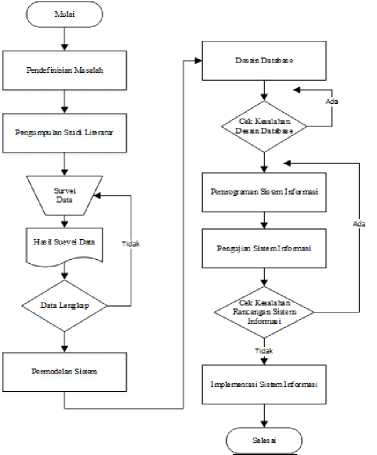 Mulai
Pendefinisian Masalah
Pengumpulan Studi Literatur
Survei
Data
Hasil Survei Data
Tidak
Data Lengkap
Pemodelan Sistem
Desain Database
Ada
Cek Kesalahan
Desain Database
Pemrograman Sistem Informasi
Ada
Pengujian Sistem Informasi
Cek Kesalahan
Rancangan Sistem
Informasi
Tidak
Implementasi Sistem Informasi
Selesai